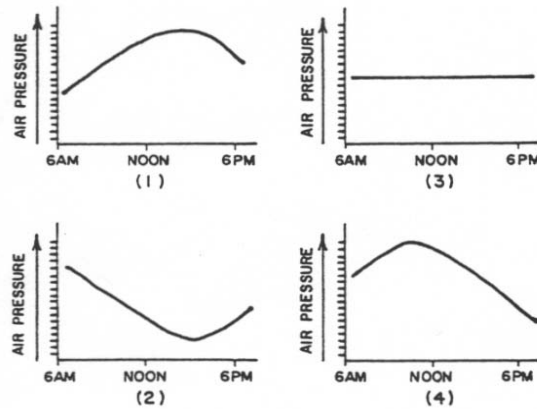 AIR PRESSURE
6AM NOON 6PM
(1)
AIR PRESSURE
6AM NOON 6PM
(3)
AIR PRESSURE
6AM NOON 6PM
(2)
AIR PRESSURE
6AM NOON 6PM
(4)